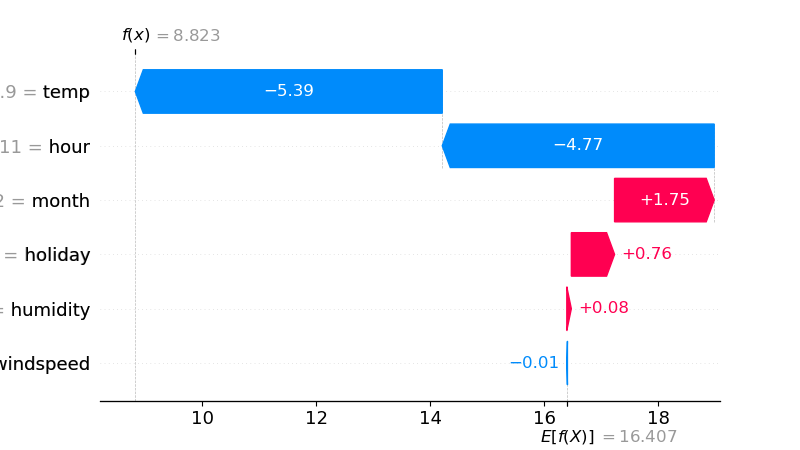 f(x) = 8.823
.9 = temp
−5.39
11 = hour
−4.77
2 = month
+1.75
= holiday
+0.76
= humidity
+0.08
windspeed
−0.01
10 12 14 16 18
E[f(X)] = 16.407